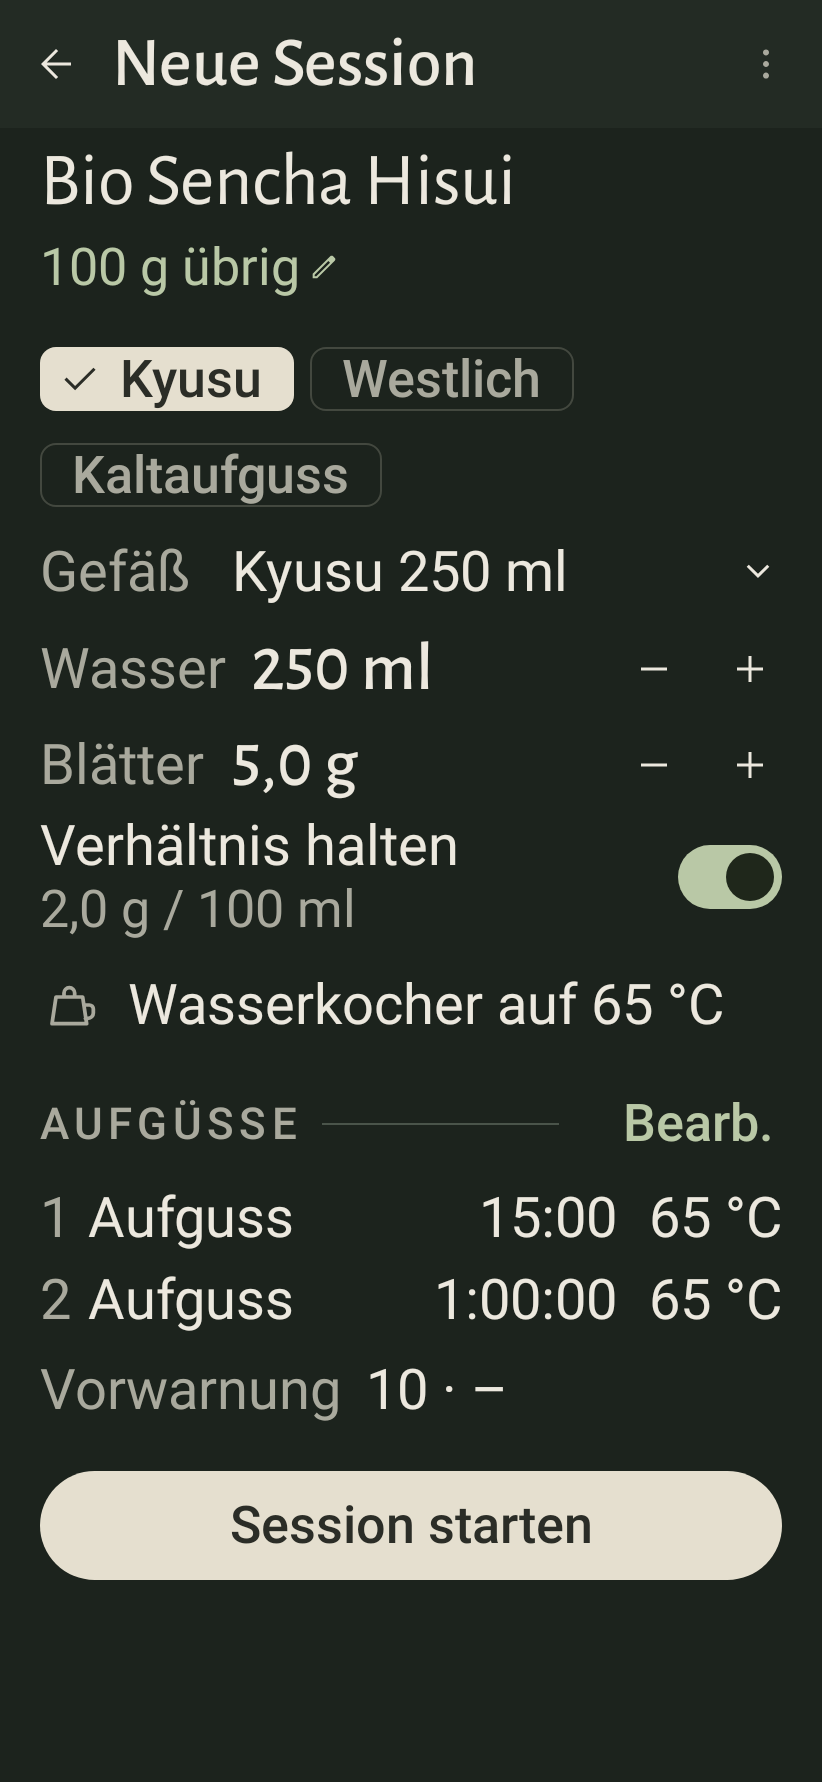 Neue Session
Bio Sencha Hisui
100 g übrig
Kyusu Westlich
Kaltaufguss
Gefäß Kyusu 250 ml
Wasser 250 ml − +
Blätter 5,0 g − +
Verhältnis halten
2,0 g / 100 ml
Wasserkocher auf 65 °C
AUFGÜSSE Bearb.
1 Aufguss 15:00 65 °C
2 Aufguss 1:00:00 65 °C
Vorwarnung 10 · –
Session starten